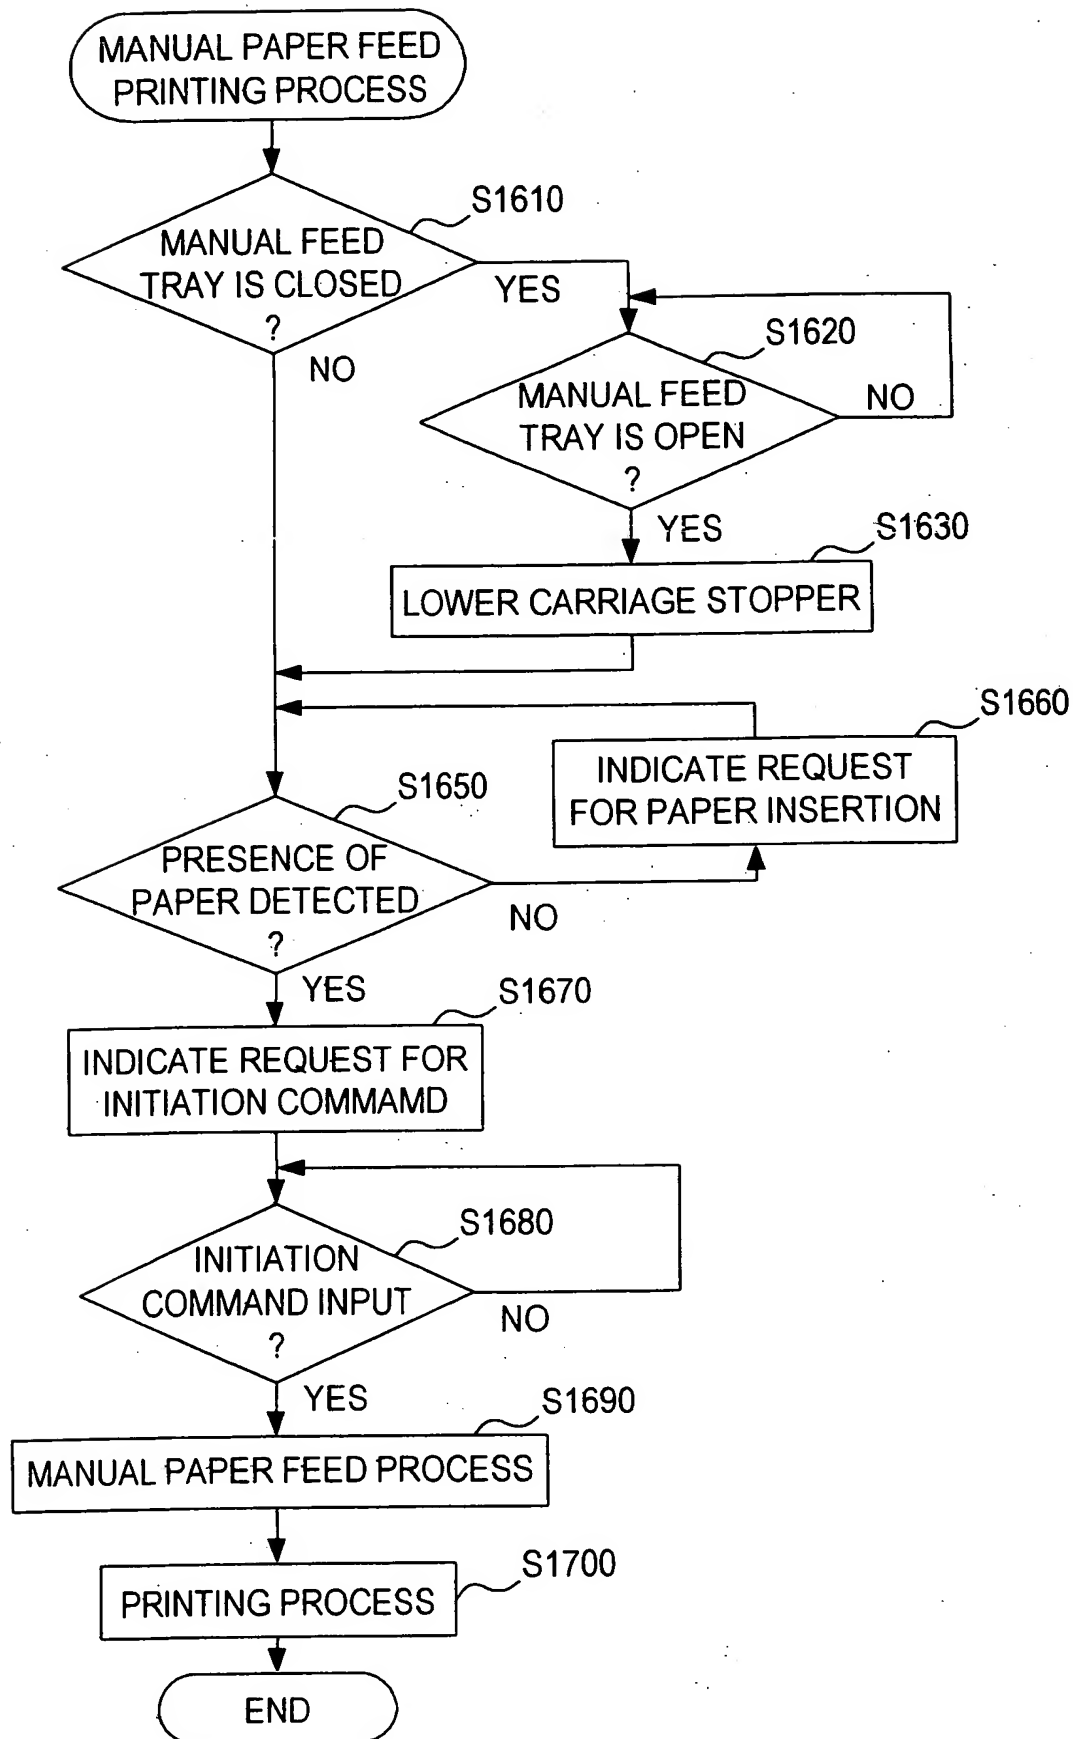 MANUAL PAPER FEED
PRINTING PROCESS
S1610
MANUAL FEED
TRAY IS CLOSED
?
YES
NO
S1620
MANUAL FEED
TRAY IS OPEN
?
NO
YES
S1630
LOWER CARRIAGE STOPPER
S1660
INDICATE REQUEST
FOR PAPER INSERTION
S1650
PRESENCE OF
PAPER DETECTED
?
NO
YES
S1670
INDICATE REQUEST FOR
INITIATION COMMAMD
S1680
INITIATION
COMMAND INPUT
?
NO
YES
S1690
MANUAL PAPER FEED PROCESS
S1700
PRINTING PROCESS
END